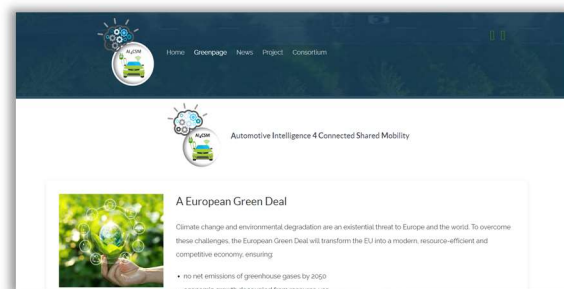 AI4CSM
Home Greenpage News Project Consortium
AI4CSM
Automotive Intelligence 4 Connected Shared Mobility
A European Green Deal
Climate change and environmental degradation are an existential threat to Europe and the world. To overcome
these challenges, the European Green Deal will transform the EU into a modern, resource-efficient and
competitive economy, ensuring:
• no net emissions of greenhouse gases by 2050